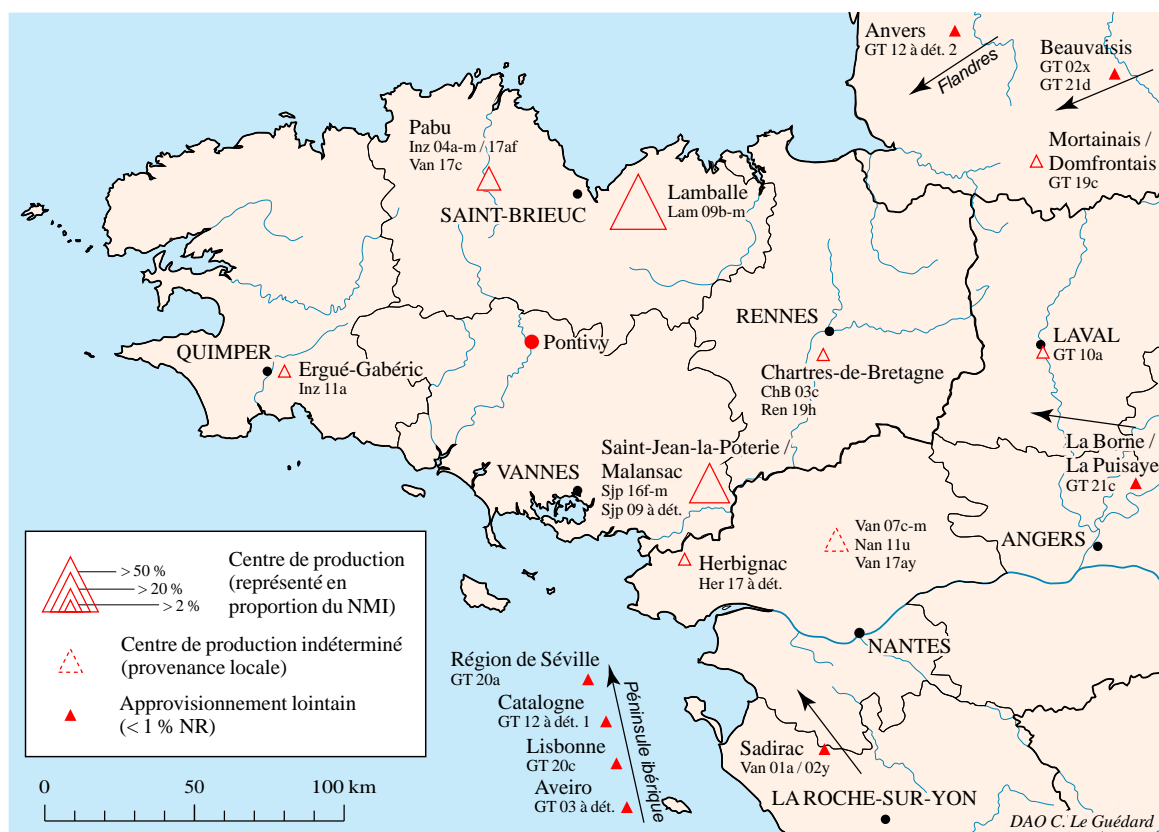 Anvers
GT 12 à dét. 2
Flandres
Beauvaisis
GT 02x
GT 21d
Mortainais /
Domfrontais
GT 19c
Pabu
Inz 04a-m / 17af
Van 17c
SAINT-BRIEUC
Lamballe
Lam 09b-m
RENNES
Chartres-de-Bretagne
ChB 03c
Ren 19h
LAVAL
GT 10a
QUIMPER
Ergué-Gabéric
Inz 11a
Pontivy
La Borne /
La Puisaye
GT 21c
Saint-Jean-la-Poterie /
Malansac
Sjp 16f-m
Sjp 09 à dét.
VANNES
Van 07c-m
Nan 11u
Van 17ay
ANGERS
Herbignac
Her 17 à dét.
NANTES
Région de Séville
GT 20a
Catalogne
GT 12 à dét. 1
Lisbonne
GT 20c
Aveiro
GT 03 à dét.
Péninsule ibérique
Sadirac
Van 01a / 02y
LA ROCHE-SUR-YON
> 50 %
> 20 %
> 2 %
Centre de production
(représenté en
proportion du NMI)
Centre de production indéterminé
(provenance locale)
Approvisionnement lointain
(< 1 % NR)
0 50 100 km
DAO C. Le Guédard